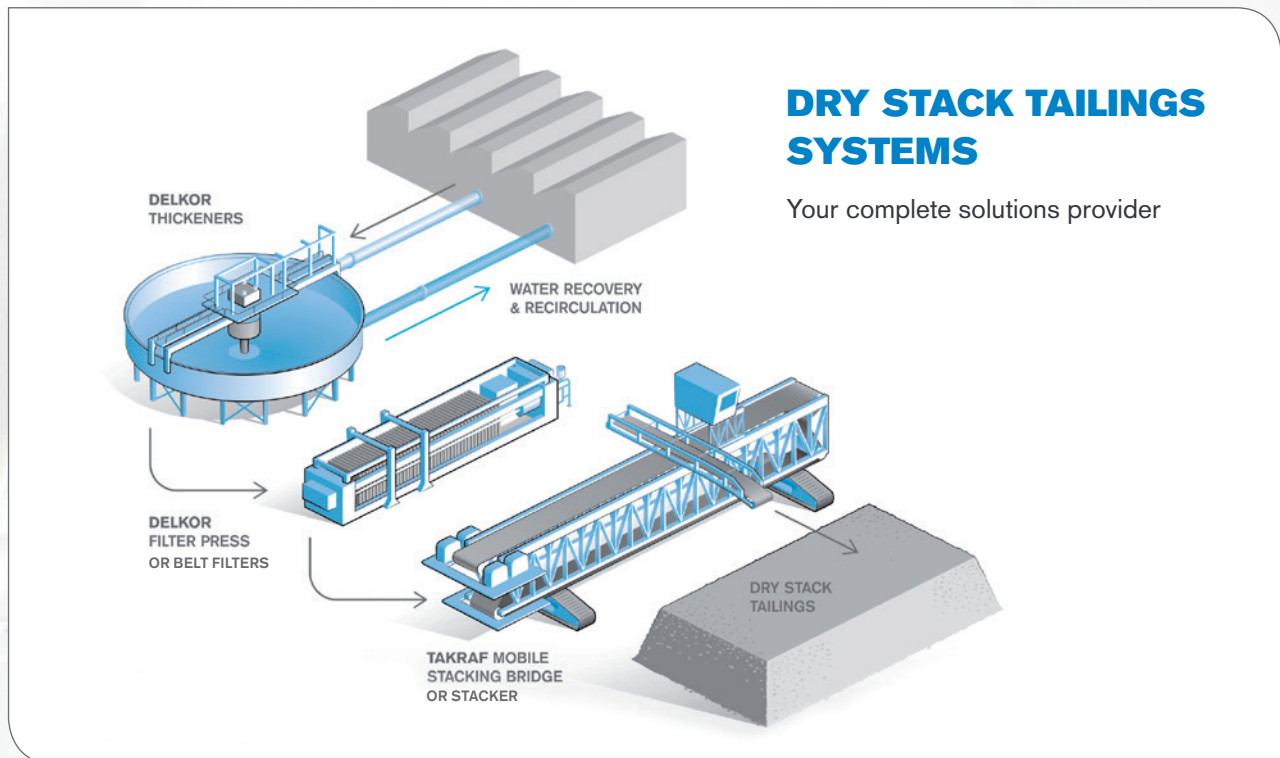 DRY STACK TAILINGS
SYSTEMS
Your complete solutions provider
DELKOR
THICKENERS
WATER RECOVERY
& RECIRCULATION
DELKOR
FILTER PRESS
OR BELT FILTERS
DRY STACK
TAILINGS
TAKRAF MOBILE
STACKING BRIDGE
OR STACKER